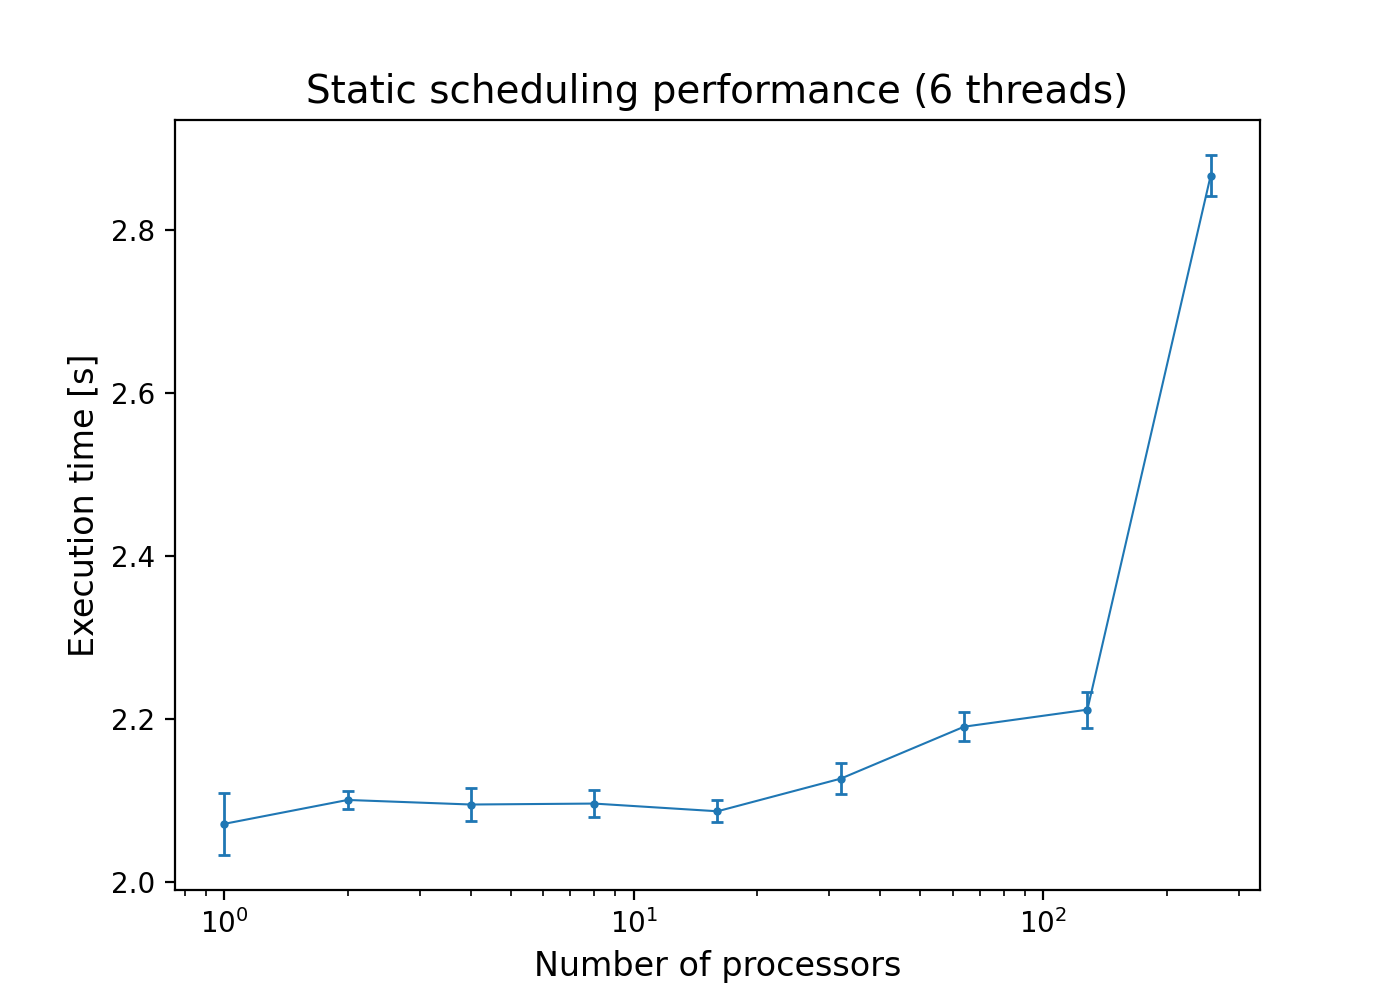 Static scheduling performance (6 threads)
Execution time [s]
2.8
2.6
2.4
2.2
2.0
10⁰
10¹
10²
Number of processors